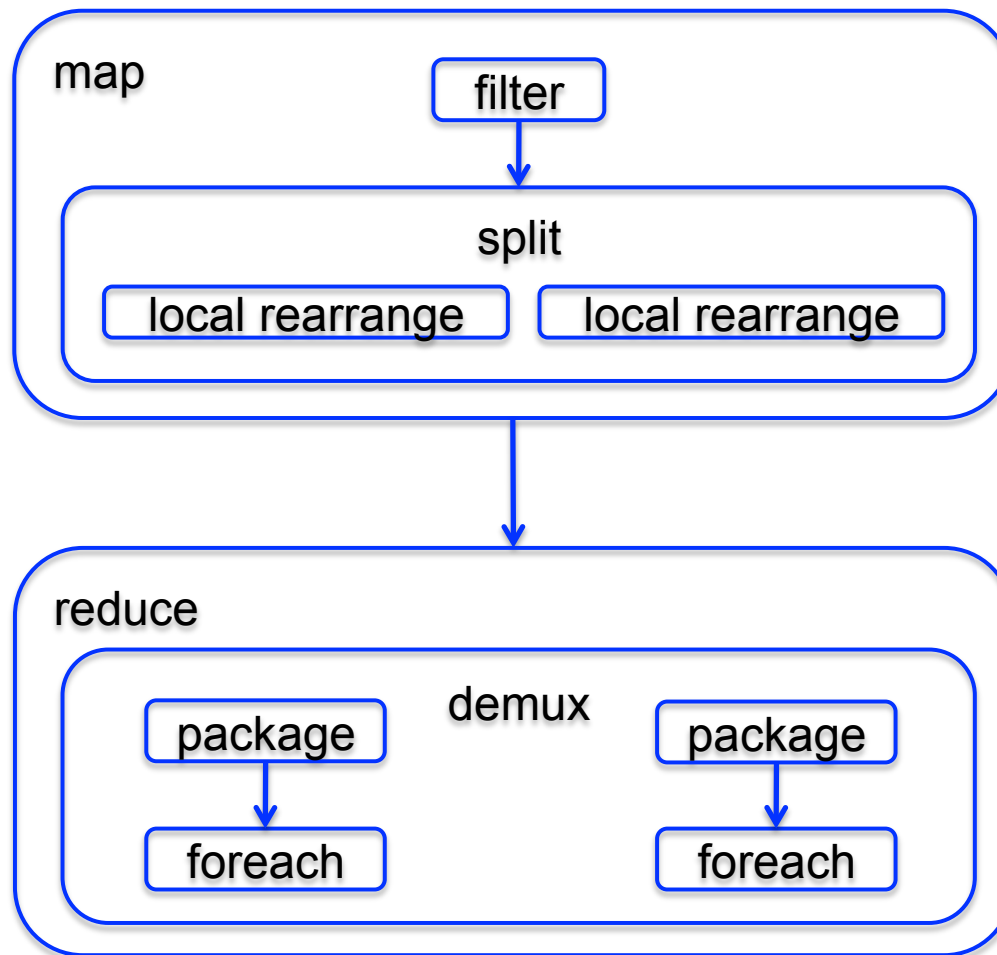 map
filter
split
local rearrange
local rearrange
reduce
demux
package
package
foreach
foreach